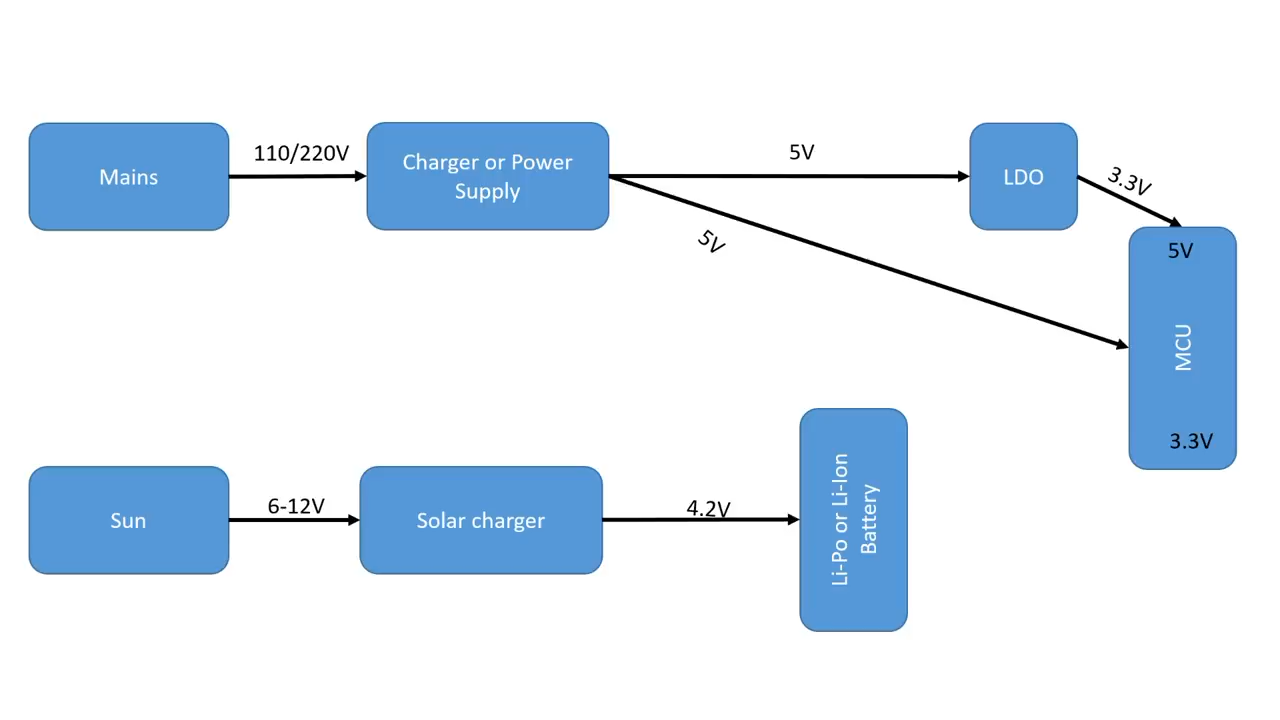 Mains
110/220V
Charger or Power
Supply
5V
LDO
3.3V
5V
5V
MCU
3.3V
Sun
6-12V
Solar charger
4.2V
Li-Po or Li-Ion
Battery